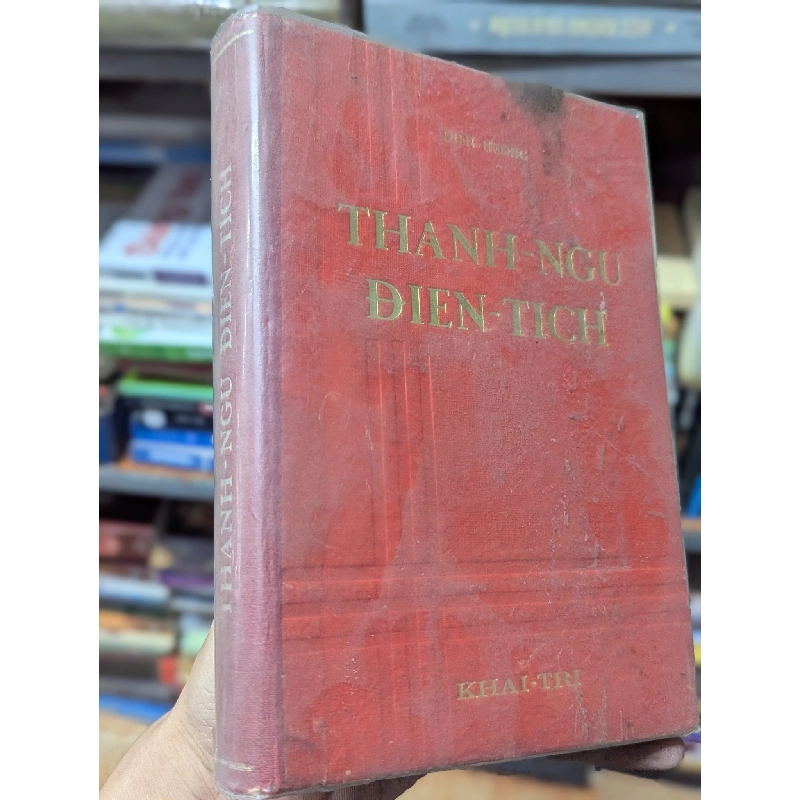 THANH-NGU
ĐIEN-TICH
KHAI-TRI
THANH-NGU ĐIEN-TICH